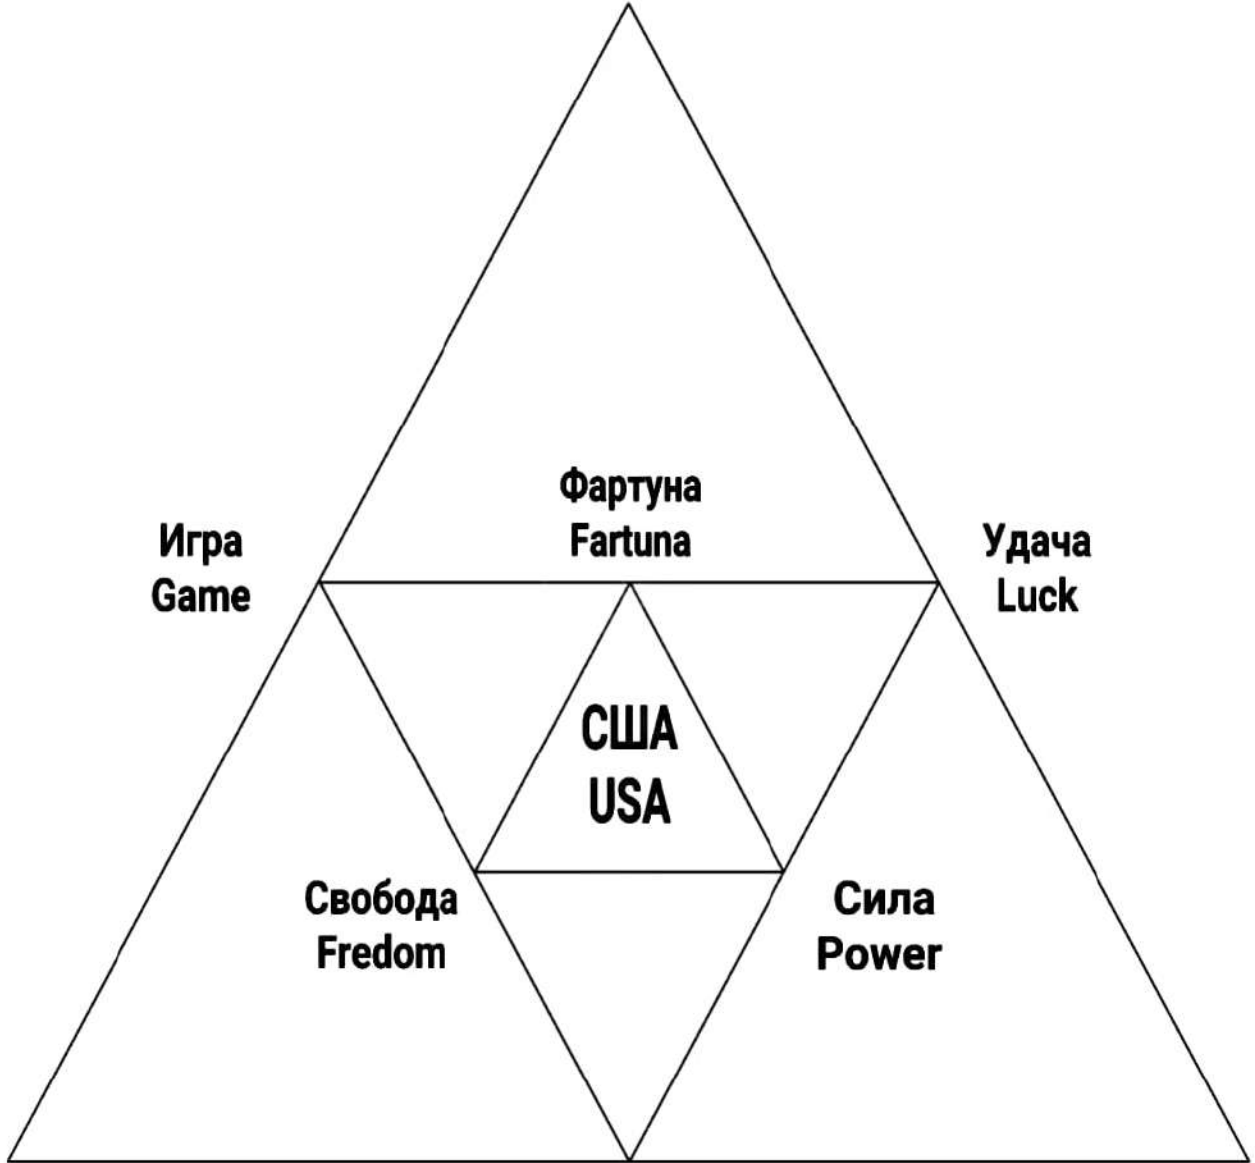 Фартуна
Fartuna
Игра
Game
Удача
Luck
США
USA
Свобода
Fredom
Сила
Power